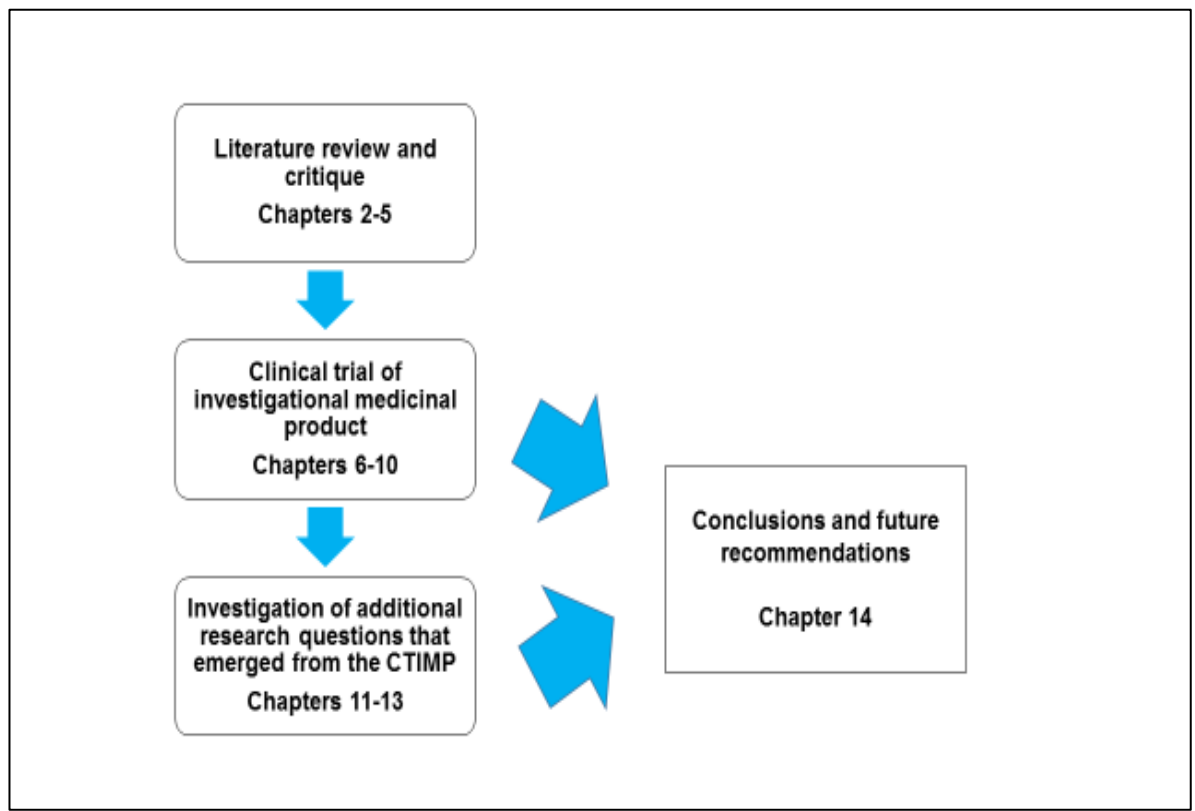 Literature review and
critique
Chapters 2-5
Clinical trial of
investigational medicinal
product
Chapters 6-10
Investigation of additional
research questions that
emerged from the CTIMP
Chapters 11-13
Conclusions and future
recommendations
Chapter 14